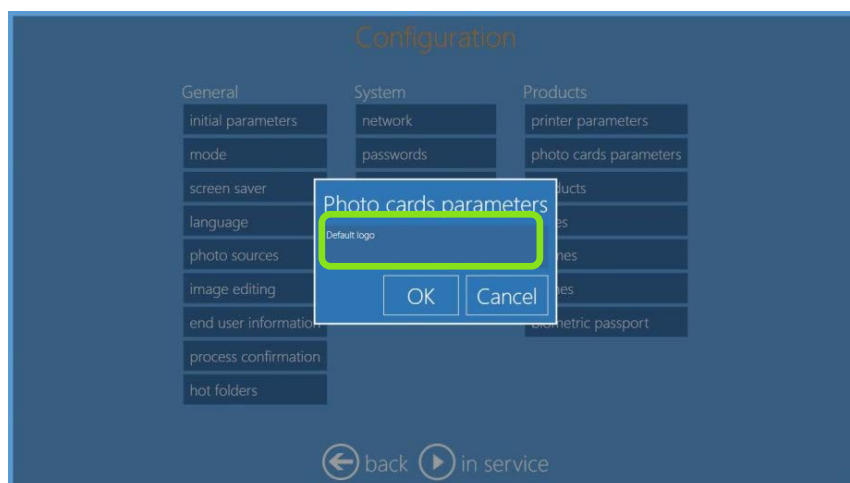 Configuration
General
initial parameters
mode
screen saver
language
photo sources
image editing
end user information
process confirmation
hot folders
System
network
passwords
Products
printer parameters
photo cards parameters
biometric passport
Photo cards parameters
Default logo
OK
Cancel
back
in service